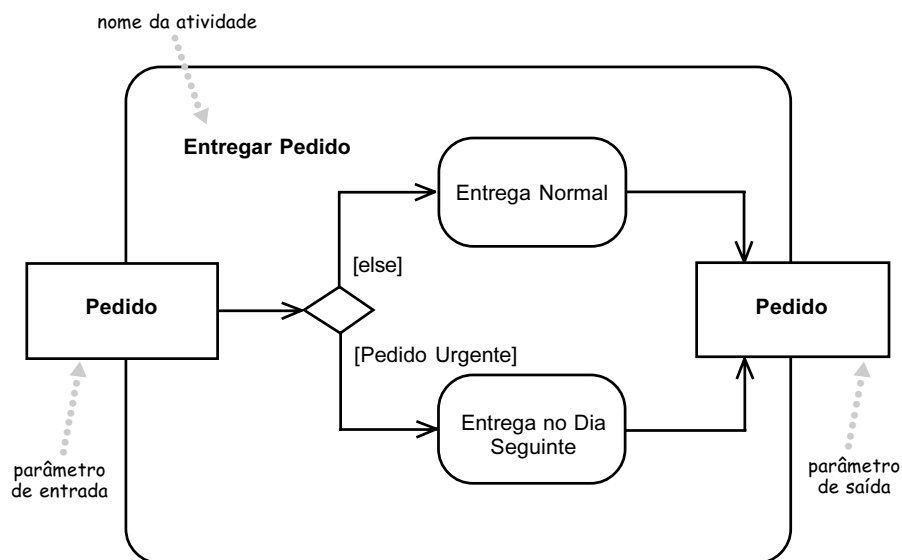 nome da atividade
Entregar Pedido
Entrega Normal
[else]
Pedido
Pedido
[Pedido Urgente]
Entrega no Dia
Seguinte
parâmetro
de entrada
parâmetro
de saída